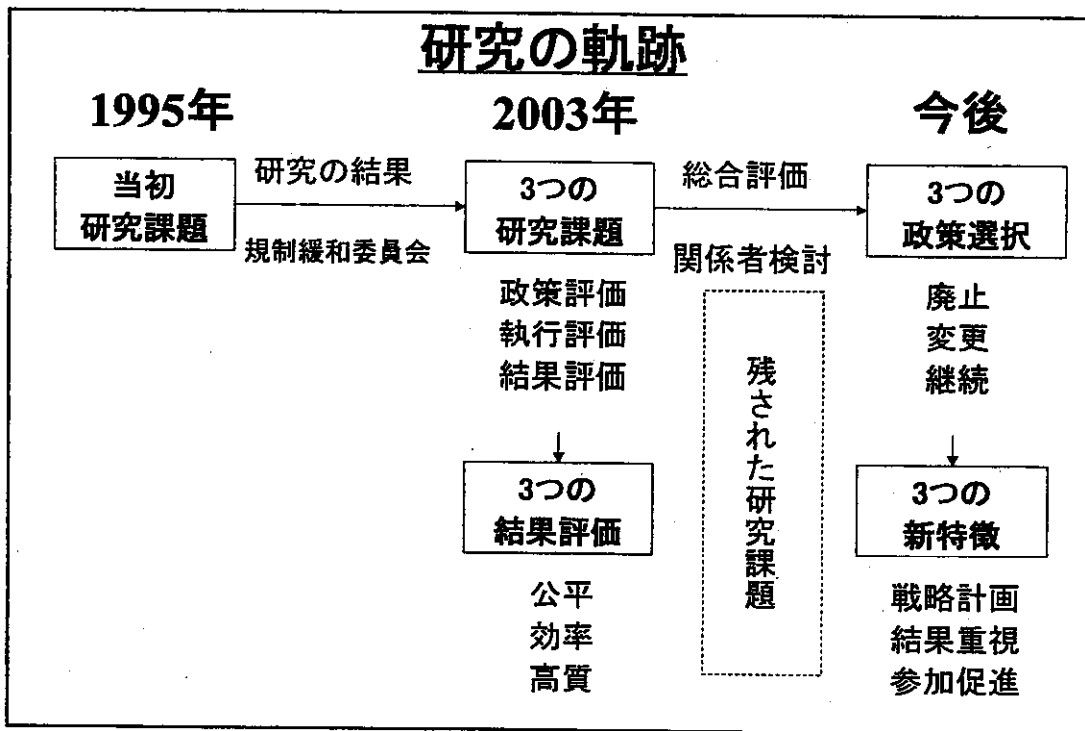 研究の軌跡
1995年
2003年
今後
当初
研究課題
研究の結果
規制緩和委員会
3つの
研究課題
総合評価
関係者検討
3つの
政策選択
政策評価
執行評価
結果評価
廃止
変更
継続
残された研究課題
3つの
結果評価
3つの
新特徴
公平
効率
高質
戦略計画
結果重視
参加促進